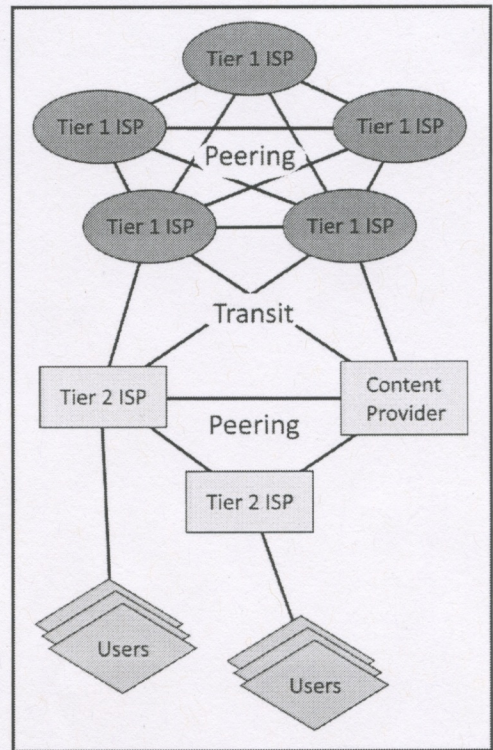 Tier 1 ISP
Tier 1 ISP
Tier 1 ISP
Peering
Tier 1 ISP
Tier 1 ISP
Transit
Tier 2 ISP
Content
Provider
Peering
Tier 2 ISP
Users
Users